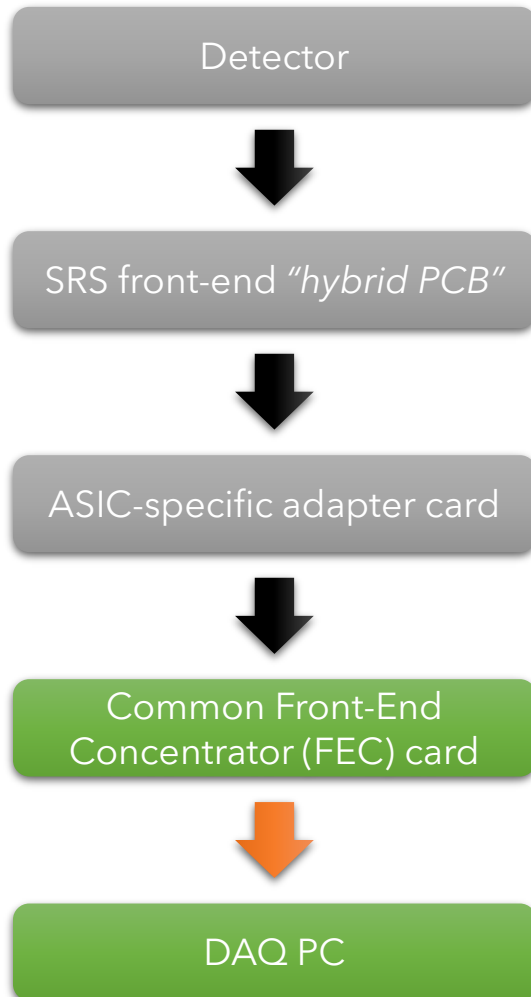 Detector
SRS front-end “hybrid PCB”
ASIC-specific adapter card
Common Front-End
Concentrator (FEC) card
DAQ PC